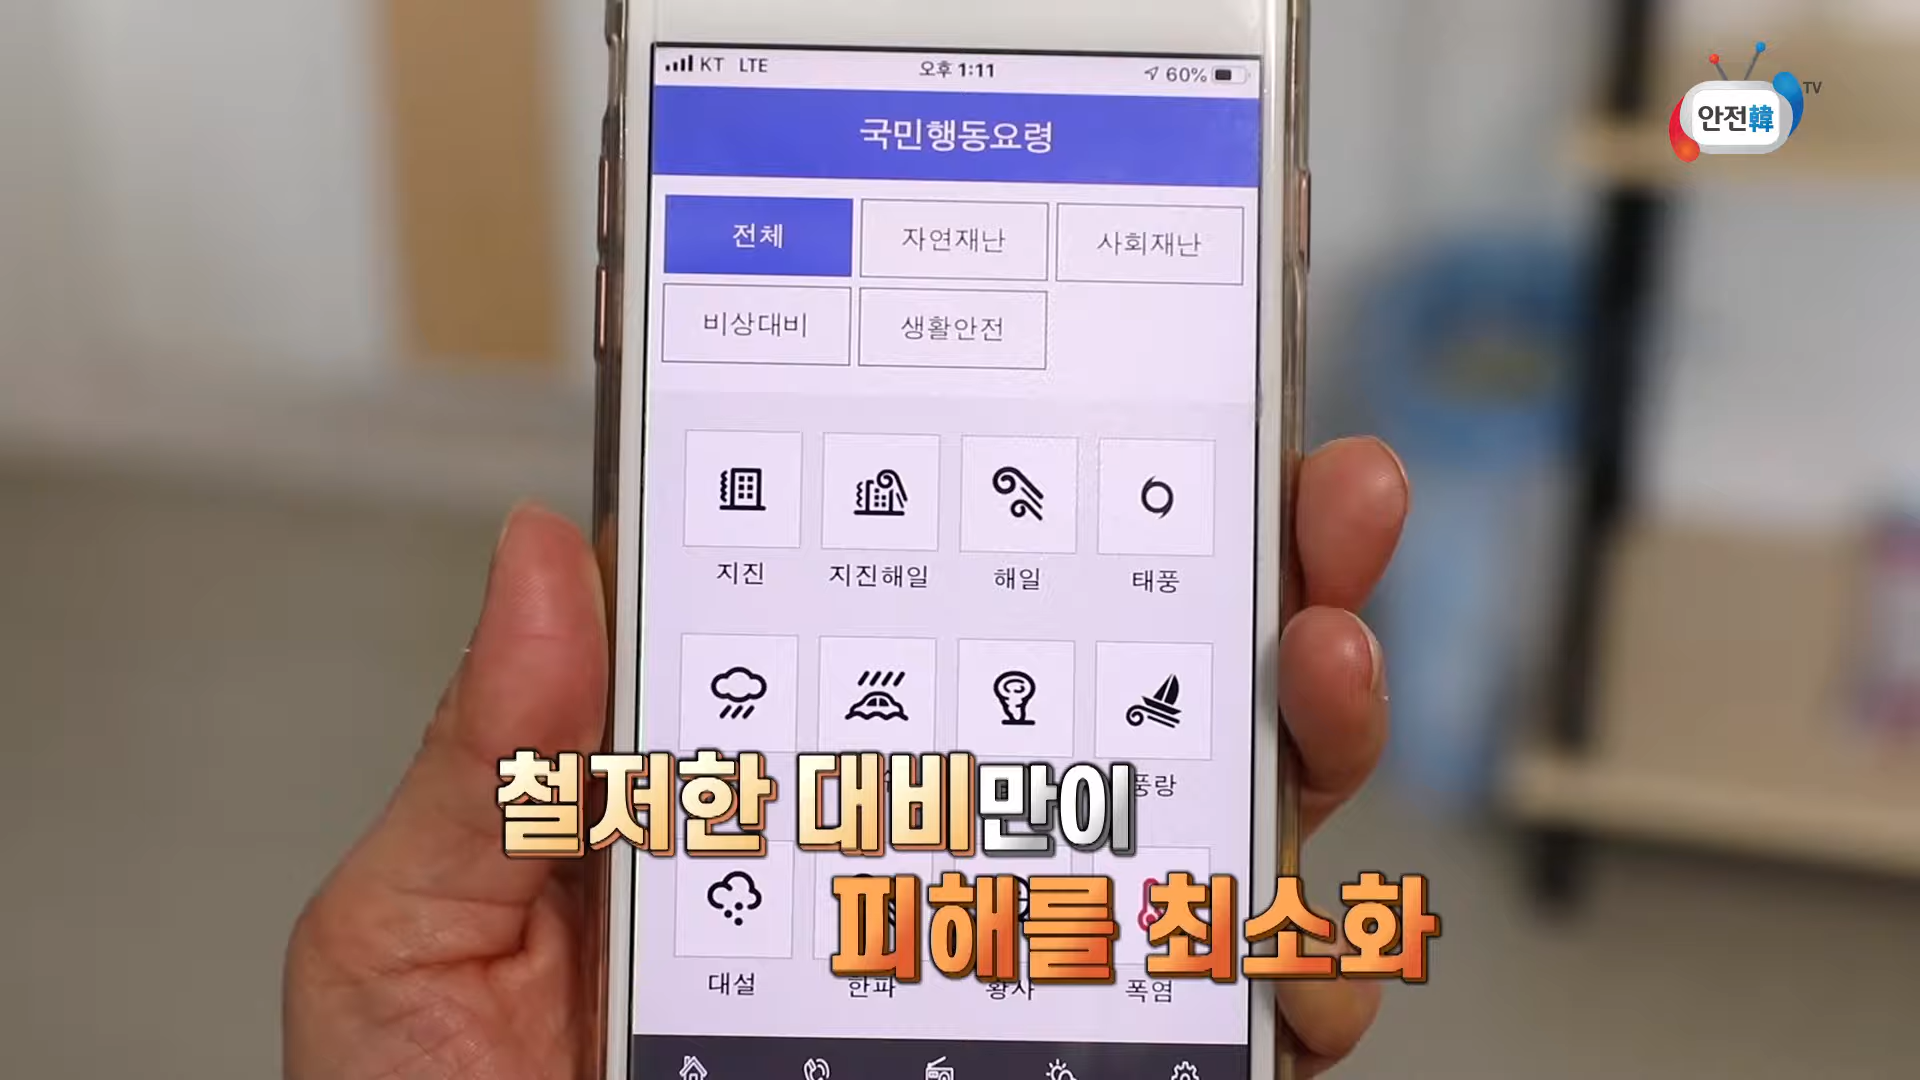 KT LTE 오후 1:11 60%
안전韓 TV
국민행동요령
전체 자연재난 사회재난
비상대비 생활안전
지진 지진해일 해일 태풍
풍랑
철저한 대비만이
피해를 최소화
대설 한파 황사 폭염